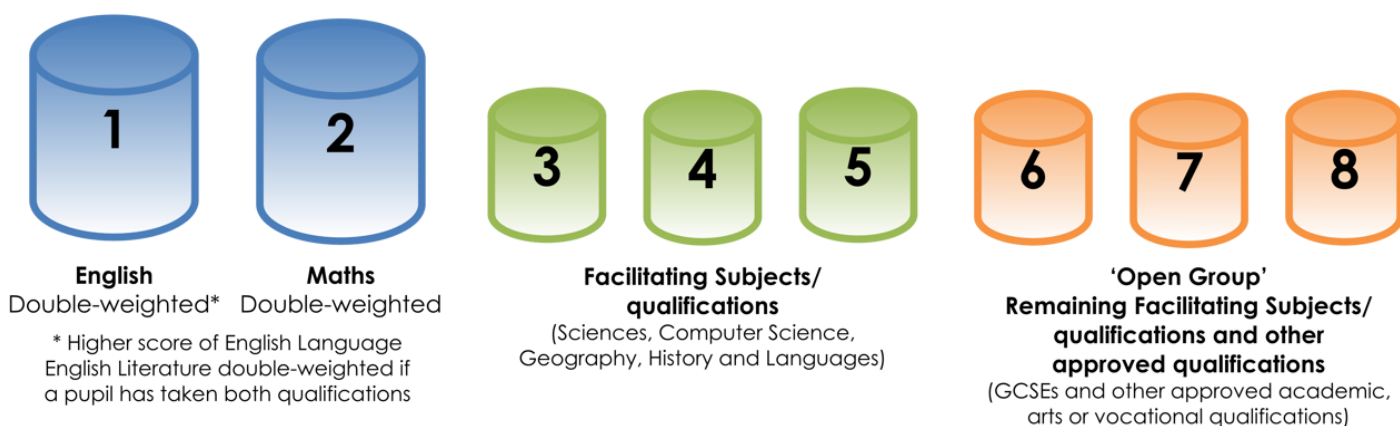 1
2
3
4
5
6
7
8
English
Double-weighted*
Maths
Double-weighted
* Higher score of English Language
English Literature double-weighted if
a pupil has taken both qualifications
Facilitating Subjects/
qualifications
(Sciences, Computer Science,
Geography, History and Languages)
‘Open Group’
Remaining Facilitating Subjects/
qualifications and other
approved qualifications
(GCSEs and other approved academic,
arts or vocational qualifications)